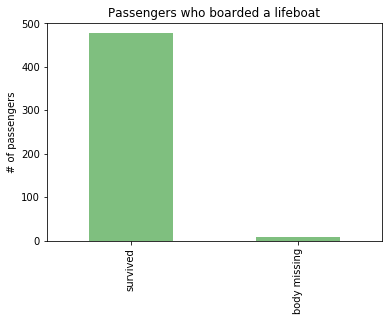 Passengers who boarded a lifeboat
# of passengers
500
400
300
200
100
0
survived
body missing